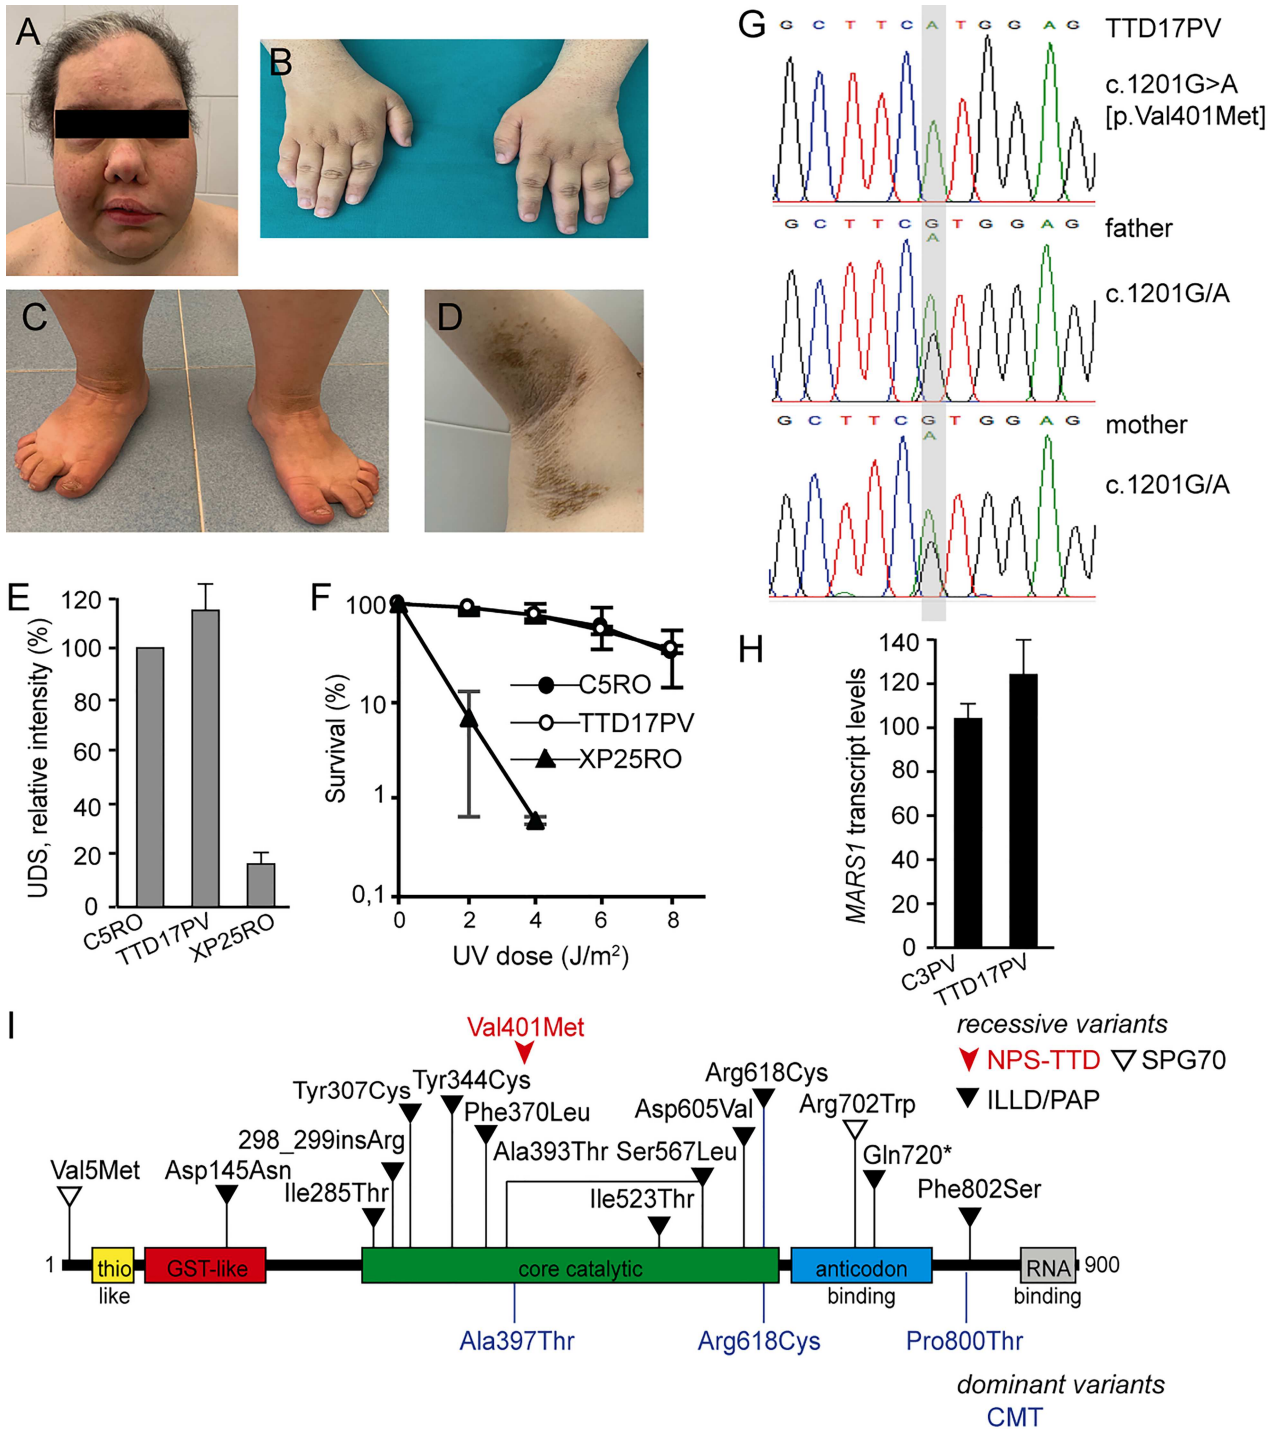 A
B
C
D
G
G C T T C A T G G A G
TTD17PV
c.1201G>A
[p.Val401Met]
G C T T C G T G G A G
A
father
c.1201G/A
G C T T C G T G G A G
A
mother
c.1201G/A
E
UDS, relative intensity (%)
120
100
80
60
40
20
0
C5RO
TTD17PV
XP25RO
F
Survival (%)
100
10
1
0,1
0 2 4 6 8
UV dose (J/m²)
C5RO
TTD17PV
XP25RO
H
MARS1 transcript levels
140
120
100
80
60
40
20
0
C3PV
TTD17PV
I
recessive variants
NPS-TTD SPG70
ILLD/PAP
Val401Met
Tyr307Cys Tyr344Cys Arg618Cys
298_299insArg Phe370Leu Asp605Val Arg702Trp
Val5Met Asp145Asn Ala393Thr Ser567Leu Gln720*
Ile285Thr Ile523Thr Phe802Ser
1 thio GST-like core catalytic anticodon RNA 900
like binding binding
Ala397Thr Arg618Cys Pro800Thr
dominant variants
CMT